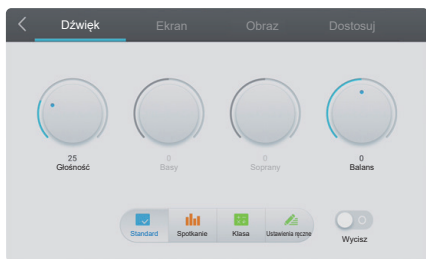 Dźwięk Ekran Obraz Dostosuj
25 0 0 0
Głośność Basy Soprany Balans
Standard Spotkanie Klasa Ustawienia ręczne
Wycisz